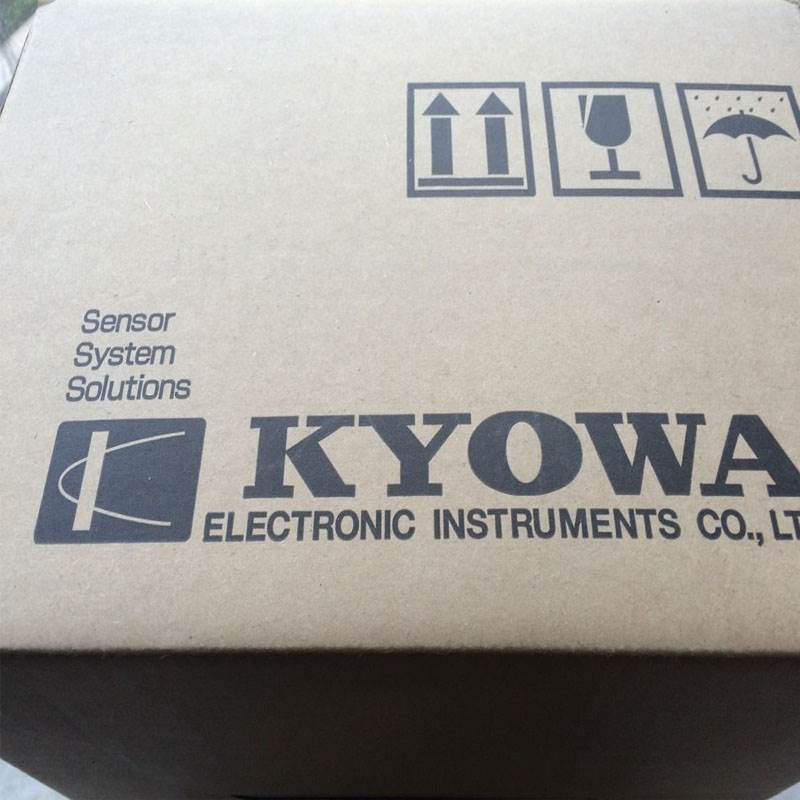 Sensor
System
Solutions
KYOWA
ELECTRONIC INSTRUMENTS CO., LT